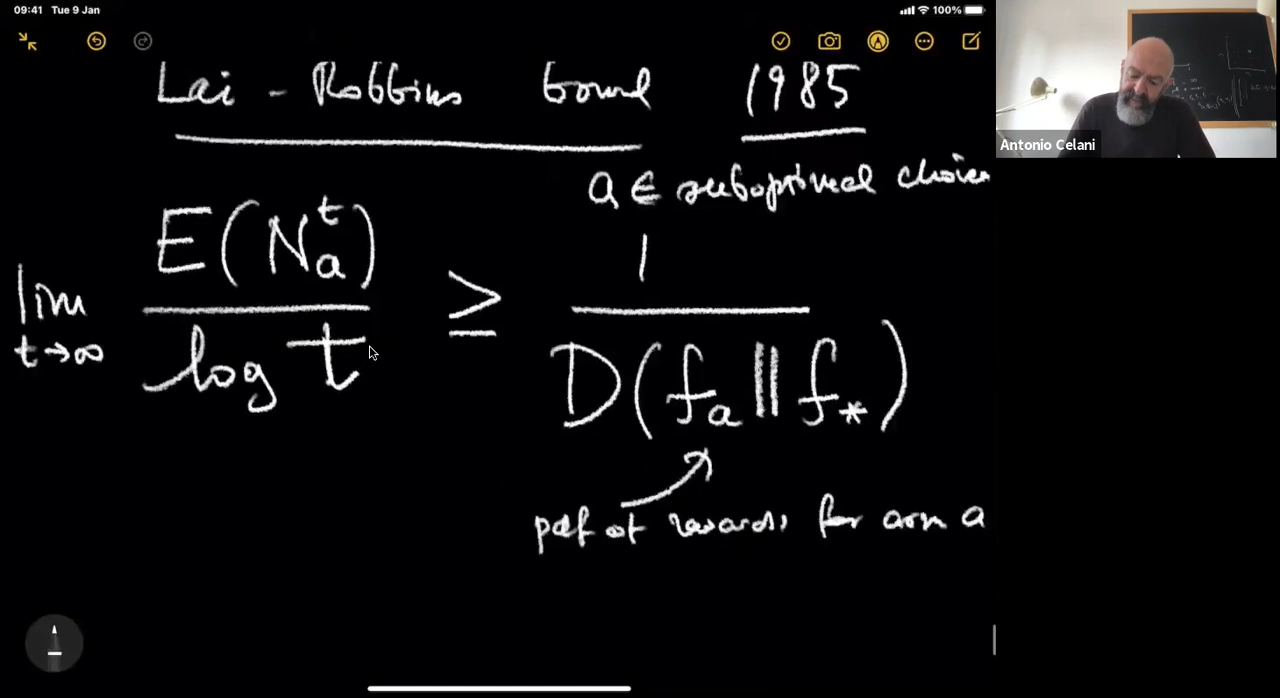 09:41 Tue 9 Jan
100%
Lai - Robbins bound 1985
a ∈ suboptimal choices
lim t→∞ E(N_a^t) / log t ≥ 1 / D(f_a || f_*)
pdf of rewards for arm a
Antonio Celani